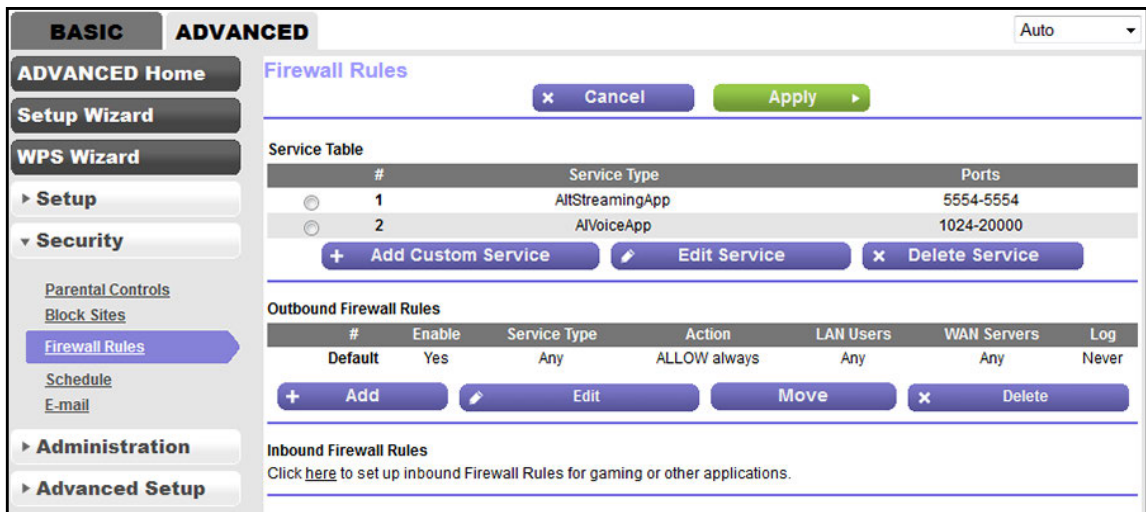 BASIC ADVANCED Auto
ADVANCED Home
Setup Wizard
WPS Wizard
Setup
Security
Parental Controls
Block Sites
Firewall Rules
Schedule
E-mail
Administration
Advanced Setup
Firewall Rules
Cancel Apply
Service Table
# Service Type Ports
1 AltStreamingApp 5554-5554
2 AlVoiceApp 1024-20000
Add Custom Service Edit Service Delete Service
Outbound Firewall Rules
# Enable Service Type Action LAN Users WAN Servers Log
Default Yes Any ALLOW always Any Any Never
Add Edit Move Delete
Inbound Firewall Rules
Click here to set up inbound Firewall Rules for gaming or other applications.